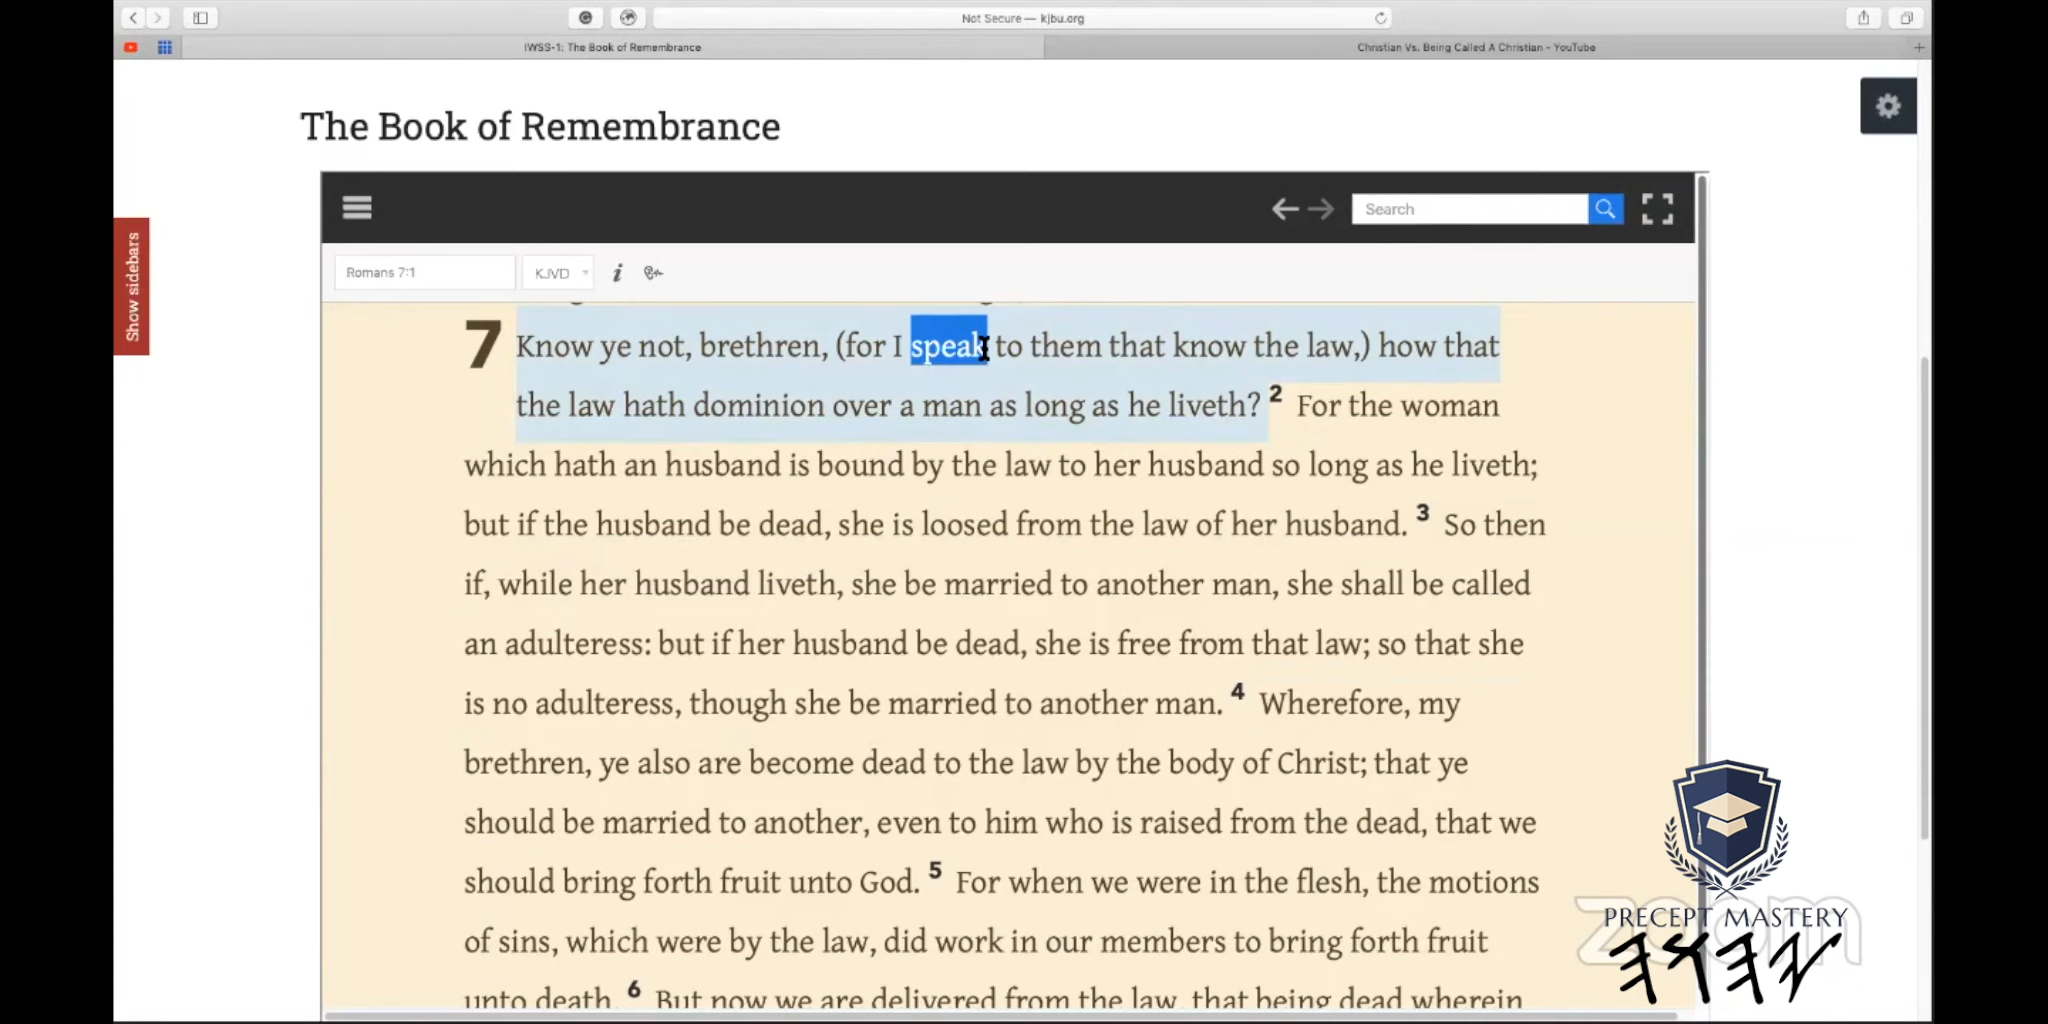 Not Secure — kjbu.org
IWSS-1: The Book of Remembrance
Christian Vs. Being Called A Christian - YouTube
The Book of Remembrance
Show sidebars
Search
Romans 7:1
KJVD
i
7 Know ye not, brethren, (for I speak to them that know the law,) how that
the law hath dominion over a man as long as he liveth? 2 For the woman
which hath an husband is bound by the law to her husband so long as he liveth;
but if the husband be dead, she is loosed from the law of her husband. 3 So then
if, while her husband liveth, she be married to another man, she shall be called
an adulteress: but if her husband be dead, she is free from that law; so that she
is no adulteress, though she be married to another man. 4 Wherefore, my
brethren, ye also are become dead to the law by the body of Christ; that ye
should be married to another, even to him who is raised from the dead, that we
should bring forth fruit unto God. 5 For when we were in the flesh, the motions
of sins, which were by the law, did work in our members to bring forth fruit
unto death. 6 But now we are delivered from the law, that being dead wherein
zoom
PRECEPT MASTERY
𐤉𐤄𐤅𐤄